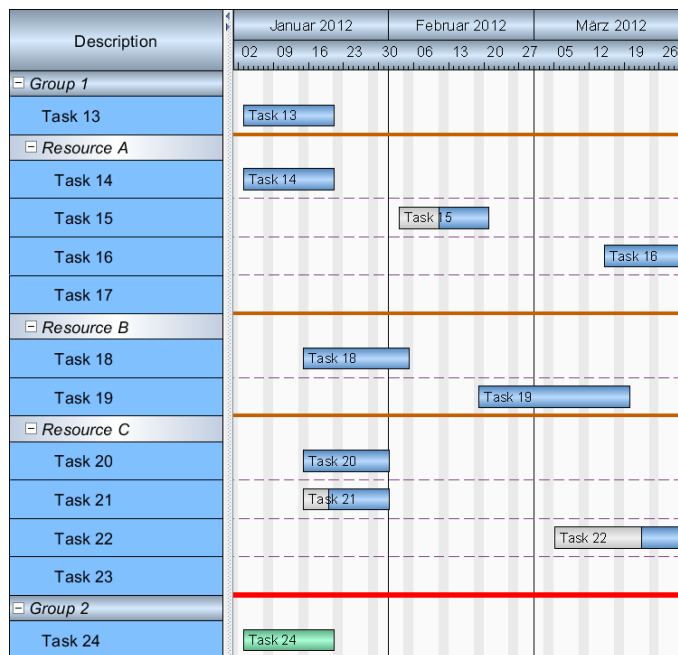 Description
Januar 2012 Februar 2012 März 2012
02 09 16 23 30 06 13 20 27 05 12 19 26
Group 1
Task 13 Task 13
Resource A
Task 14 Task 14
Task 15 Task 15
Task 16 Task 16
Task 17
Resource B
Task 18 Task 18
Task 19 Task 19
Resource C
Task 20 Task 20
Task 21 Task 21
Task 22 Task 22
Task 23
Group 2
Task 24 Task 24